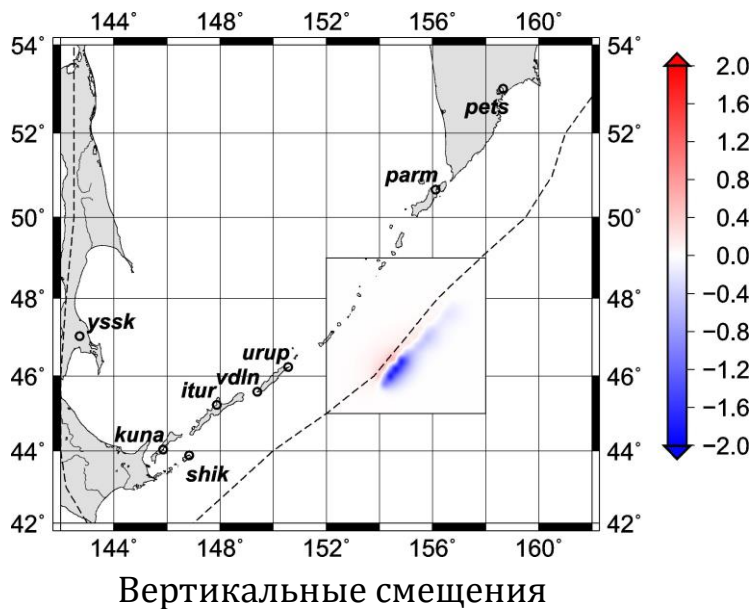 144° 148° 152° 156° 160°
54° 54° 2.0
pets 1.6
52° 52° 1.2
parm 0.8
50° 50° 0.4
0.0
48° 48° −0.4
yssk −0.8
urup
46° vdln 46° −1.2
itur
kuna −1.6
44° 44° −2.0
shik
42° 42°
144° 148° 152° 156° 160°
Вертикальные смещения